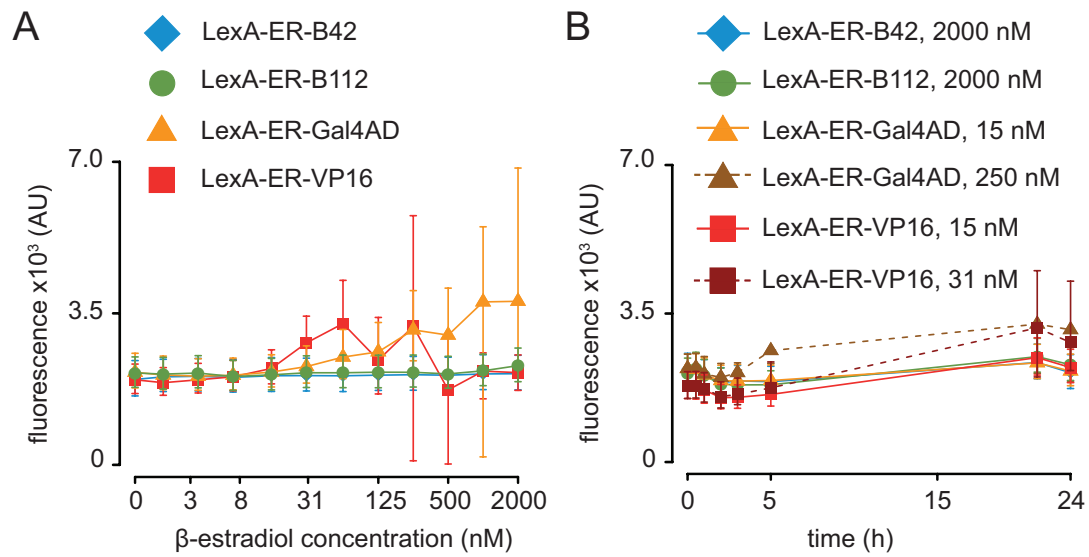 A
LexA-ER-B42
LexA-ER-B112
LexA-ER-Gal4AD
LexA-ER-VP16
7.0
3.5
0
fluorescence x10³ (AU)
0 3 8 31 125 500 2000
β-estradiol concentration (nM)
B
LexA-ER-B42, 2000 nM
LexA-ER-B112, 2000 nM
LexA-ER-Gal4AD, 15 nM
LexA-ER-Gal4AD, 250 nM
LexA-ER-VP16, 15 nM
LexA-ER-VP16, 31 nM
7.0
3.5
0
fluorescence x10³ (AU)
0 5 15 24
time (h)